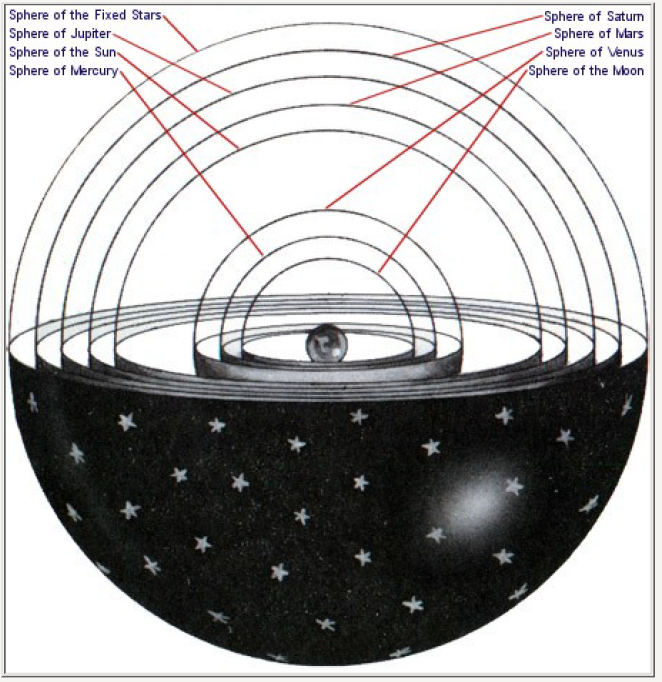 Sphere of the Fixed Stars
Sphere of Jupiter
Sphere of the Sun
Sphere of Mercury
Sphere of Saturn
Sphere of Mars
Sphere of Venus
Sphere of the Moon